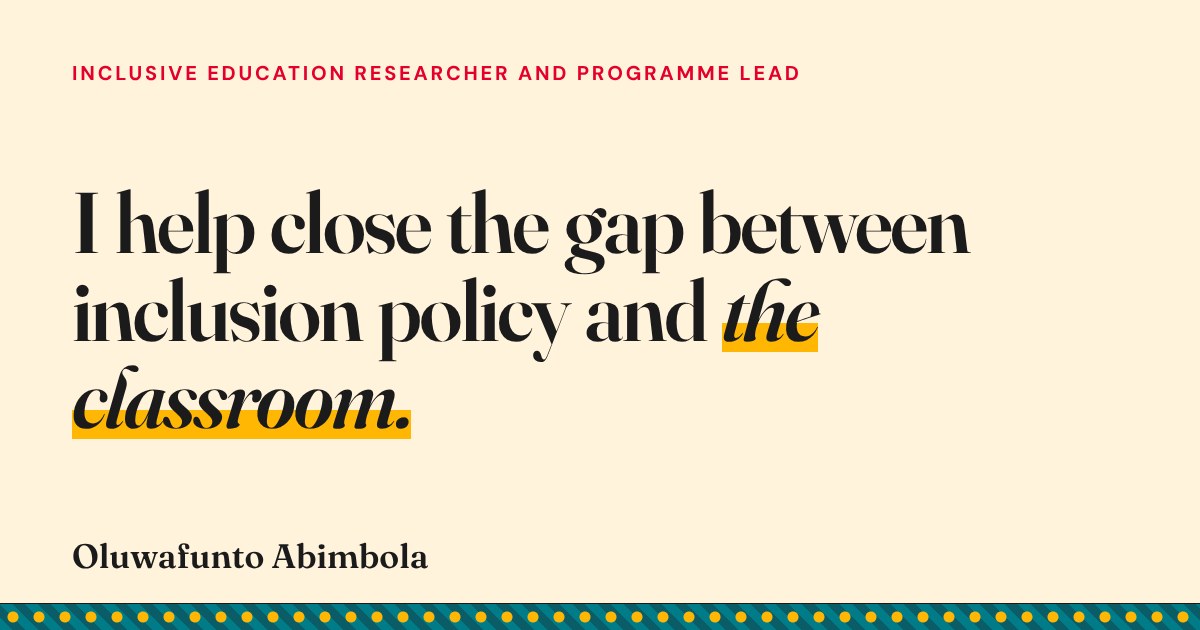 INCLUSIVE EDUCATION RESEARCHER AND PROGRAMME LEAD
I help close the gap between
inclusion policy and the
classroom.
Oluwafunto Abimbola